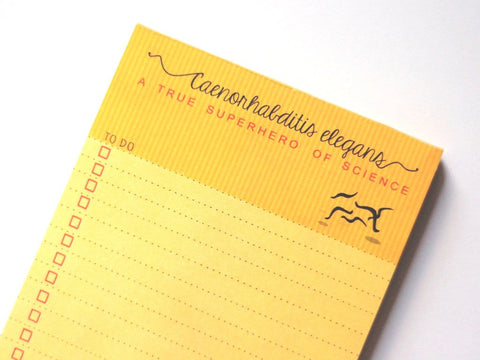 Caenorhabditis elegans
A TRUE SUPERHERO OF SCIENCE
TO DO